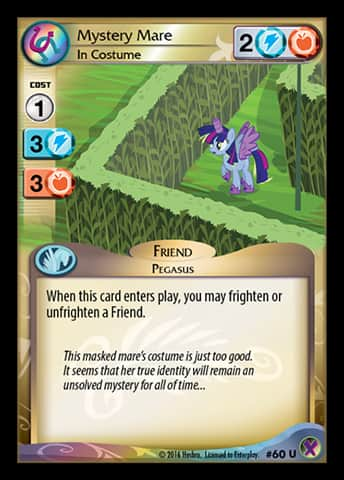 Mystery Mare
In Costume
2
COST
1
3
3
FRIEND
PEGASUS
When this card enters play, you may frighten or
unfrighten a Friend.
This masked mare's costume is just too good.
It seems that her true identity will remain an
unsolved mystery for all of time...
© 2016 Hasbro. Licensed to Enterplay. #60 U